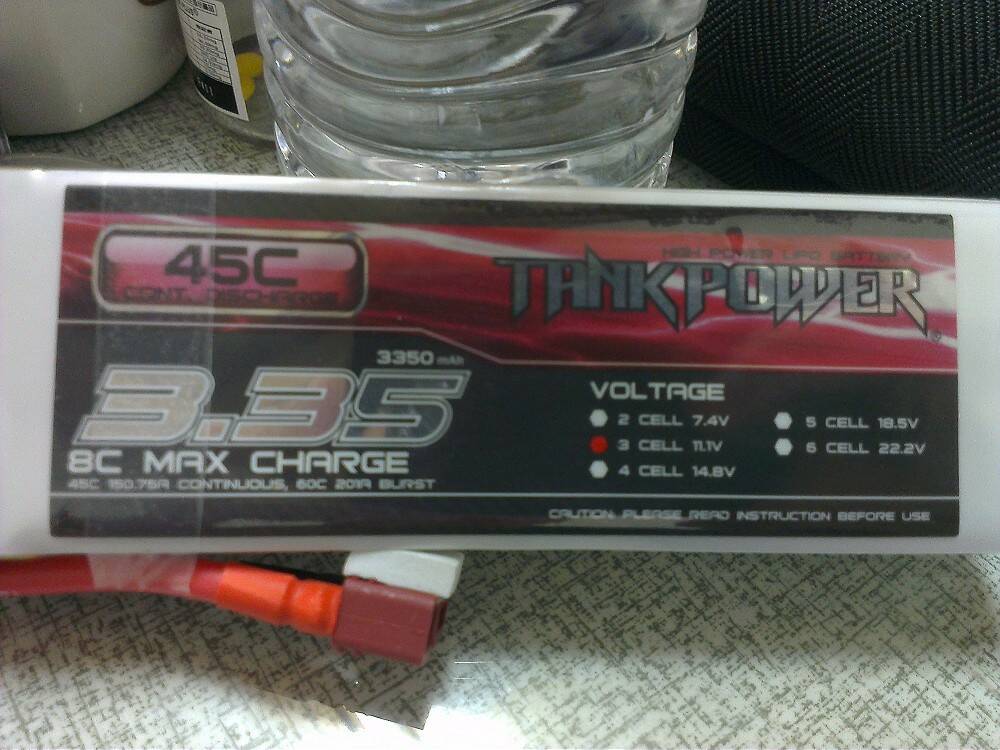 45C
CONT. DISCHARGE
HIGH POWER LIPO BATTERY
TANKPOWER
3350 mAh
3.35
8C MAX CHARGE
45C 150.75A CONTINUOUS, 60C 201A BURST
VOLTAGE
2 CELL 7.4V
3 CELL 11.1V
4 CELL 14.8V
5 CELL 18.5V
6 CELL 22.2V
CAUTION: PLEASE READ INSTRUCTION BEFORE USE